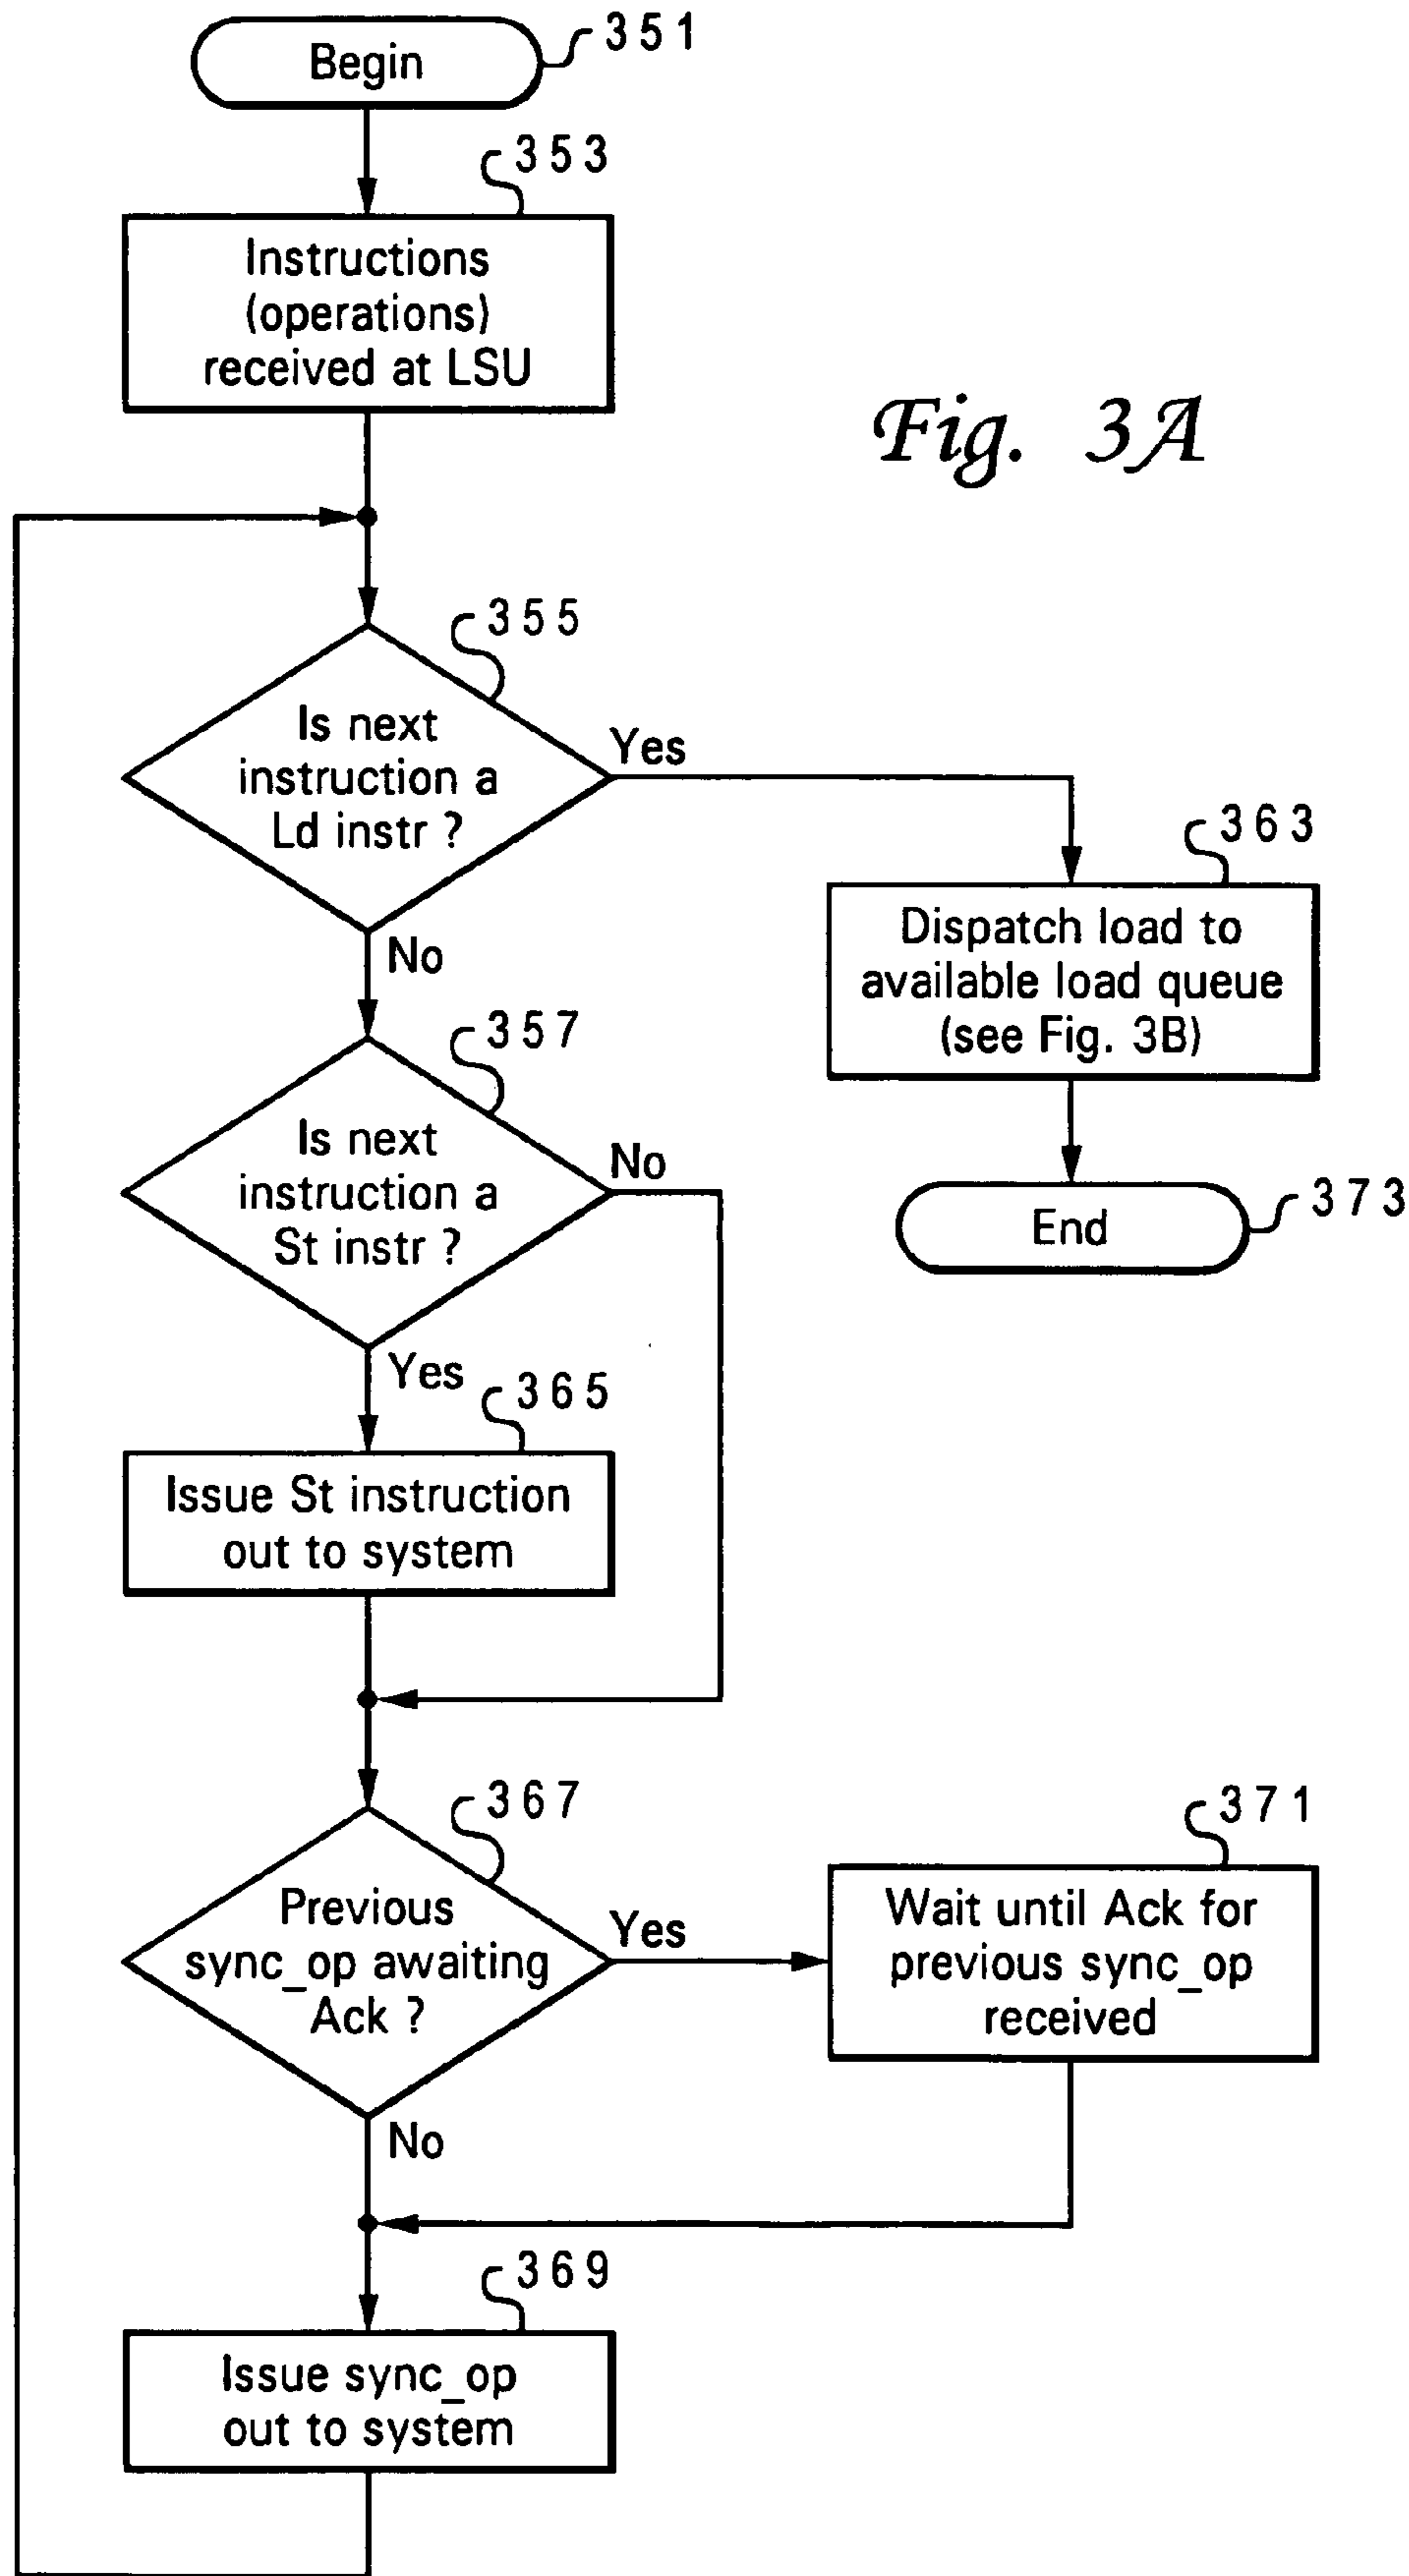 Begin
351
353
Instructions
(operations)
received at LSU
Fig. 3A
355
Is next
instruction a
Ld instr ?
Yes
No
363
Dispatch load to
available load queue
(see Fig. 3B)
357
Is next
instruction a
St instr ?
No
Yes
End
373
365
Issue St instruction
out to system
367
Previous
sync_op awaiting
Ack ?
Yes
No
371
Wait until Ack for
previous sync_op
received
369
Issue sync_op
out to system